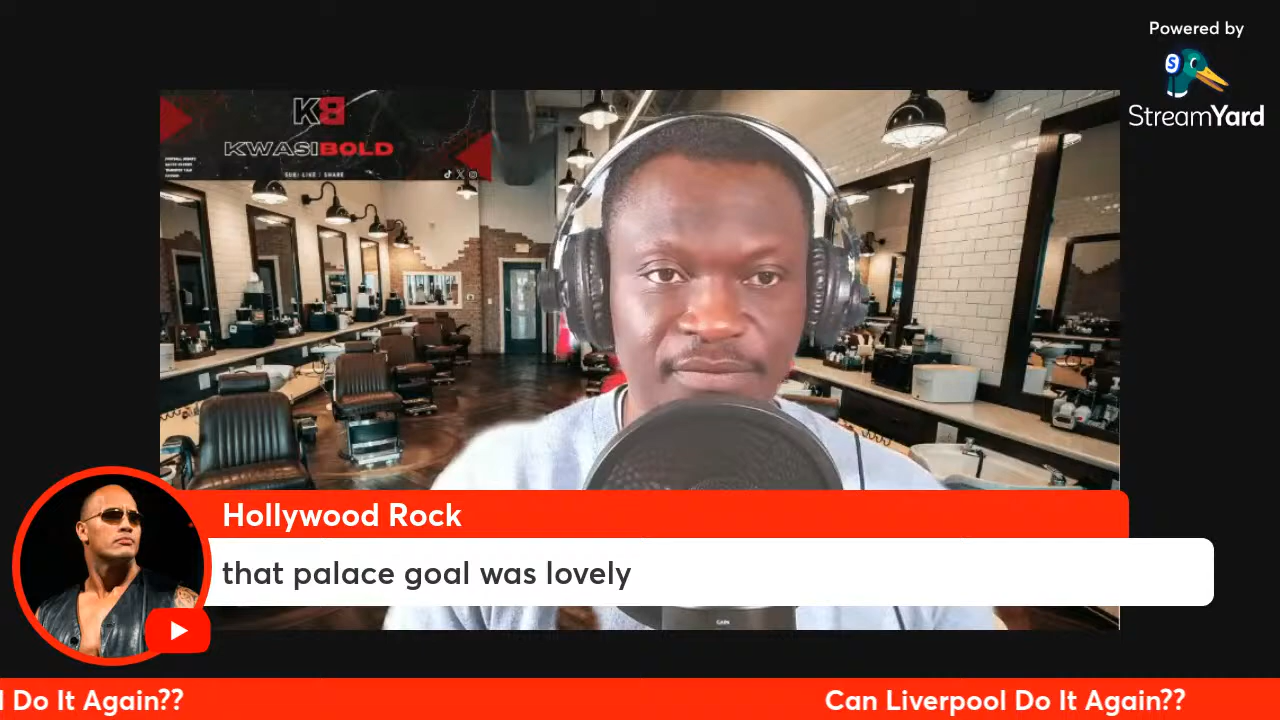 Powered by
S
StreamYard
KB
KWASIBOLD
SUB/ LIKE / SHARE
Hollywood Rock
that palace goal was lovely
l Do It Again??
Can Liverpool Do It Again??